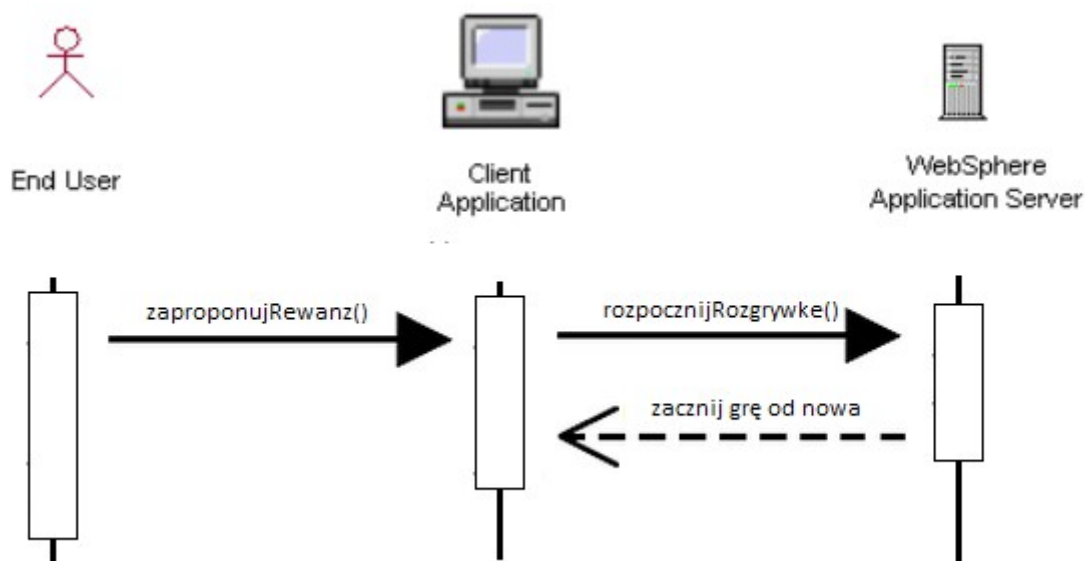 End User
Client
Application
WebSphere
Application Server
zaproponujRewanz()
rozpocznijRozgrywke()
zacznij grę od nowa